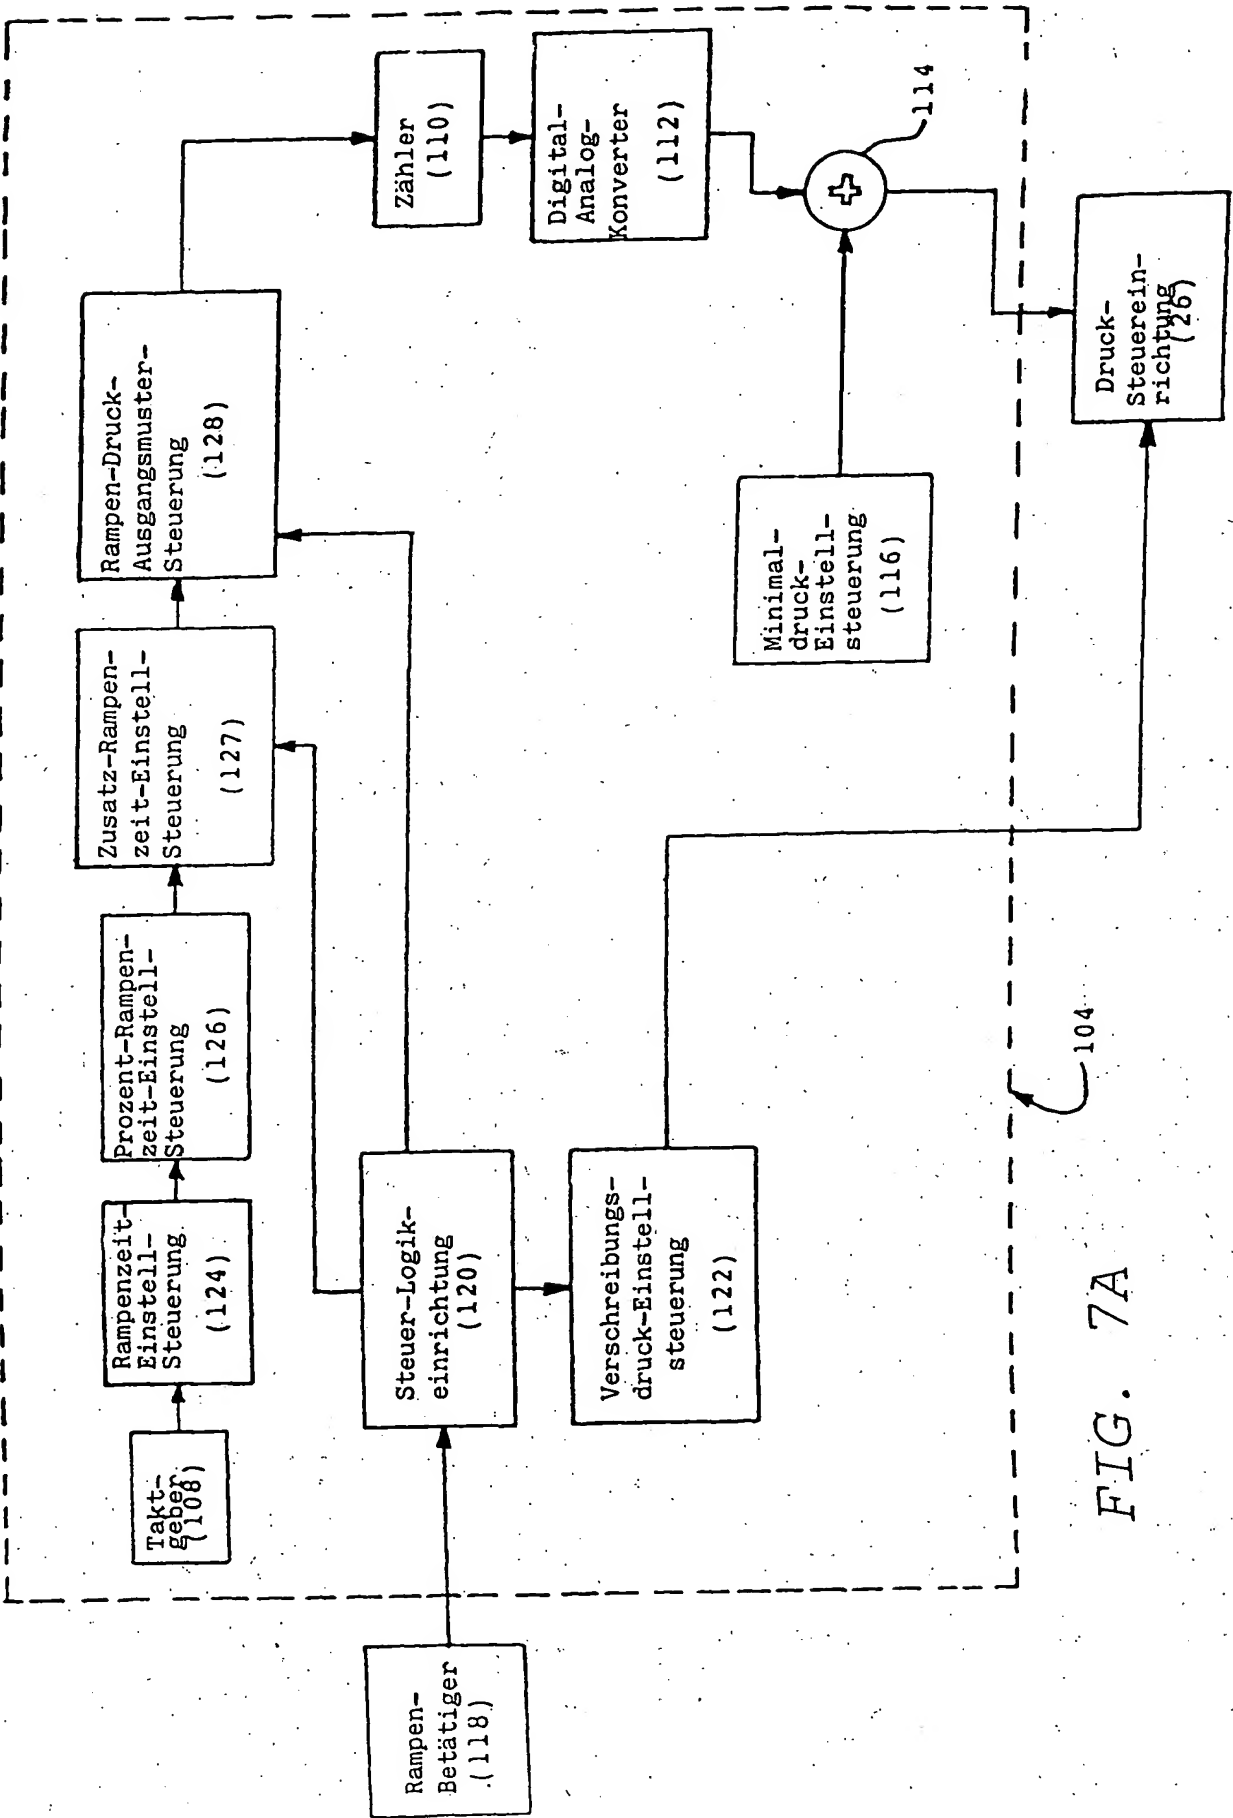 Takt-
geber
(108)
Rampenzeit-
Einstell-
Steuerung
(124)
Prozent-Rampen-
zeit-Einstell-
Steuerung
(126)
Zusatz-Rampen-
zeit-Einstell-
Steuerung
(127)
Rampen-Druck-
Ausgangsmuster-
Steuerung
(128)
Zähler
(110)
Digital-
Analog-
Konverter
(112)
114
Rampen-
Betätiger
(118)
Steuer-Logik-
einrichtung
(120)
Verschreibungs-
druck-Einstell-
steuerung
(122)
Minimal-
druck-
Einstell-
steuerung
(116)
Druck-
Steuerein-
richtung
(26)
104
FIG. 7A